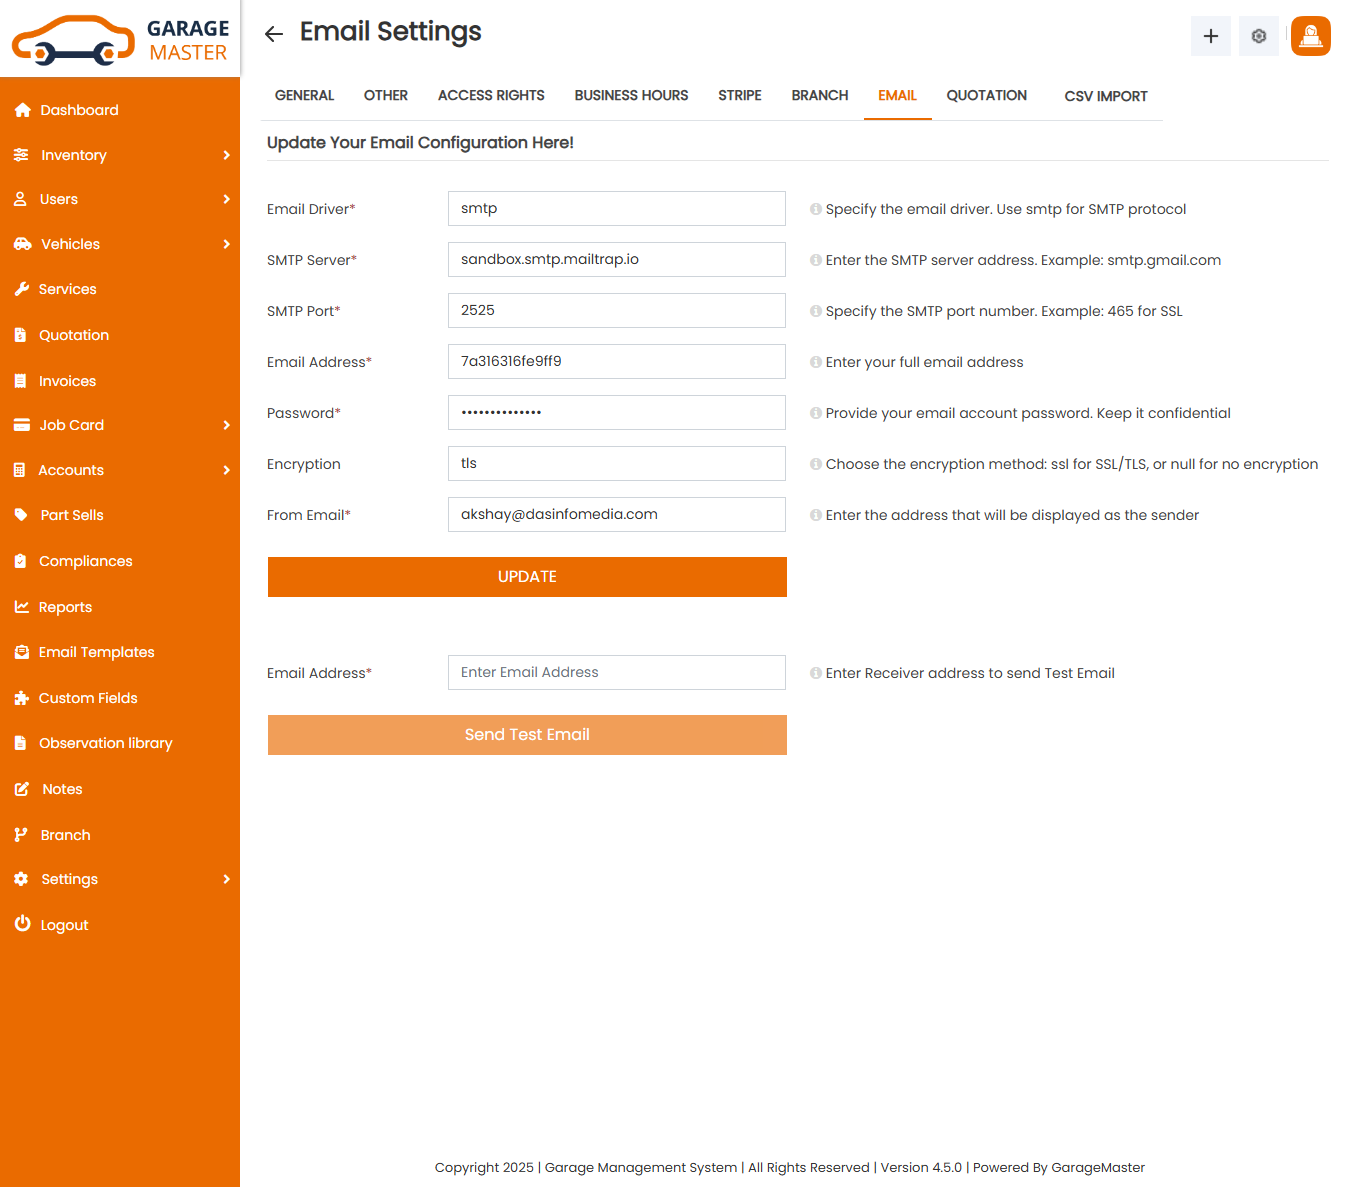 GARAGE
MASTER
Email Settings
Dashboard
Inventory
Users
Vehicles
Services
Quotation
Invoices
Job Card
Accounts
Part Sells
Compliances
Reports
Email Templates
Custom Fields
Observation library
Notes
Branch
Settings
Logout
GENERAL OTHER ACCESS RIGHTS BUSINESS HOURS STRIPE BRANCH EMAIL QUOTATION CSV IMPORT
Update Your Email Configuration Here!
Email Driver* smtp Specify the email driver. Use smtp for SMTP protocol
SMTP Server* sandbox.smtp.mailtrap.io Enter the SMTP server address. Example: smtp.gmail.com
SMTP Port* 2525 Specify the SMTP port number. Example: 465 for SSL
Email Address* 7a316316fe9ff9 Enter your full email address
Password* •••••••••••••• Provide your email account password. Keep it confidential
Encryption tls Choose the encryption method: ssl for SSL/TLS, or null for no encryption
From Email* akshay@dasinfomedia.com Enter the address that will be displayed as the sender
UPDATE
Email Address* Enter Email Address Enter Receiver address to send Test Email
Send Test Email
Copyright 2025 | Garage Management System | All Rights Reserved | Version 4.5.0 | Powered By GarageMaster